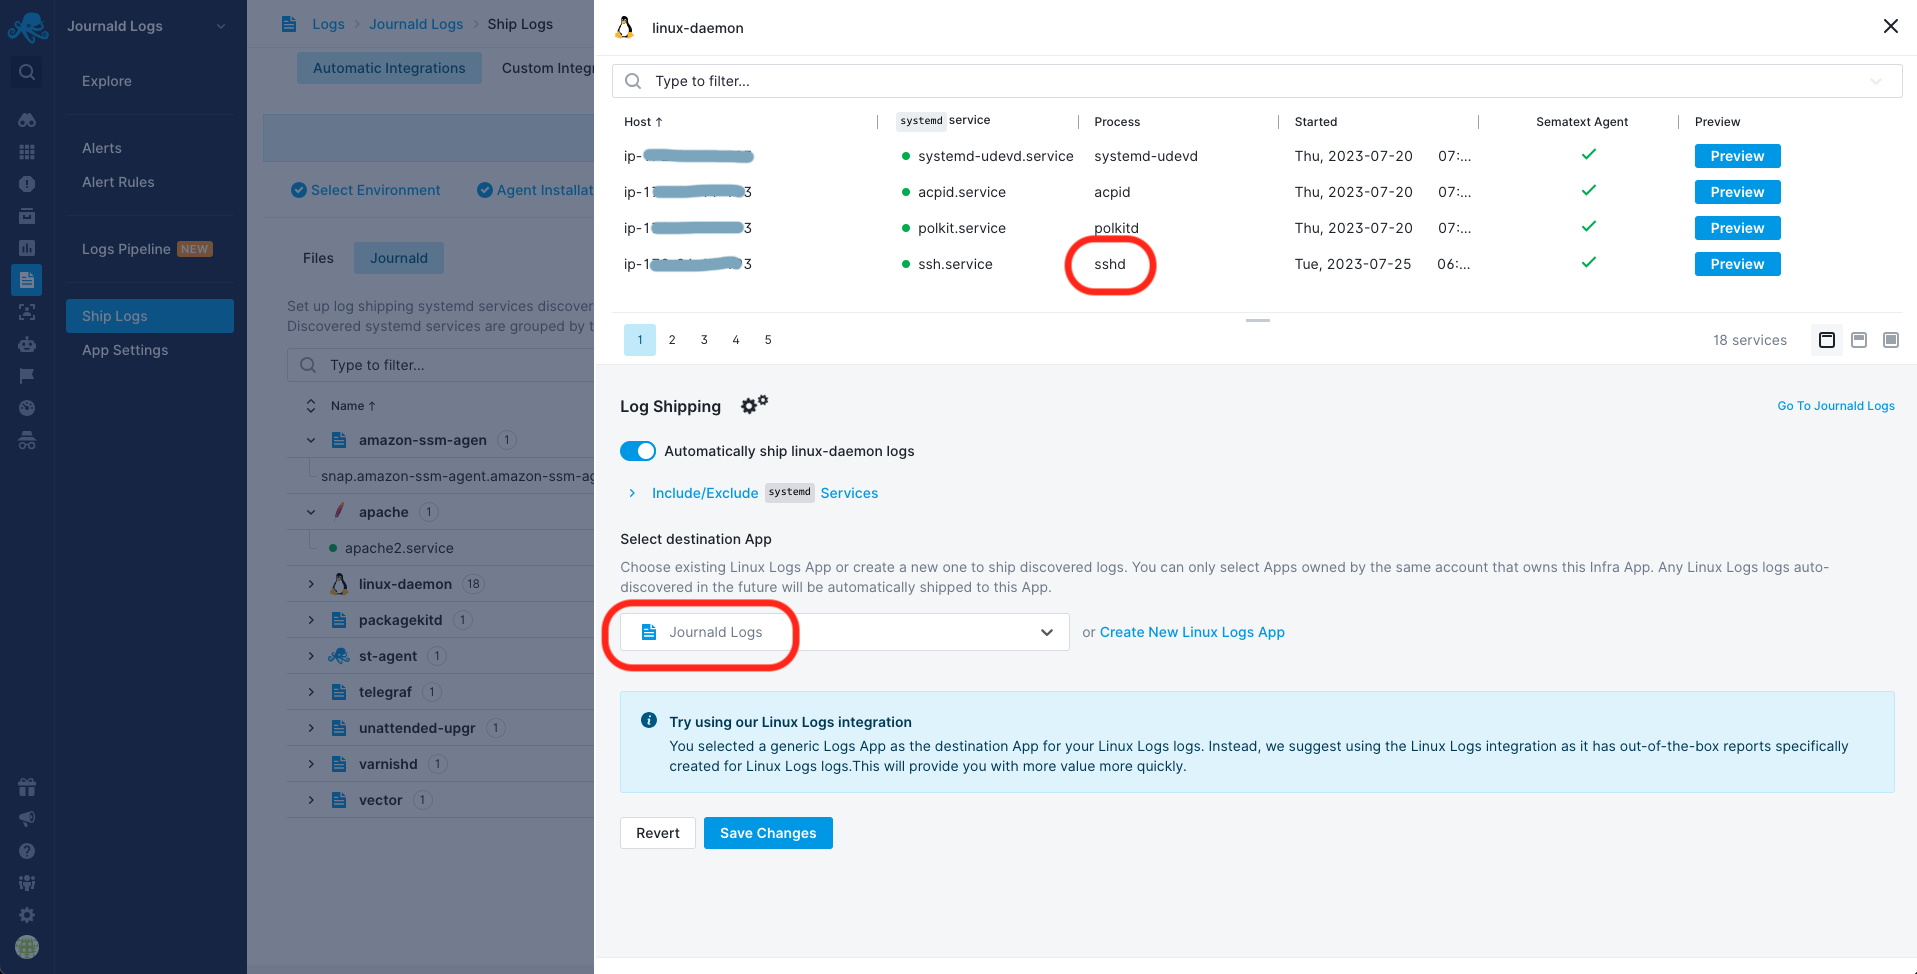 Journald Logs
Explore
Alerts
Alert Rules
Logs Pipeline NEW
Ship Logs
App Settings
Logs › Journald Logs › Ship Logs
Automatic Integrations Custom Integr
Select Environment Agent Installat
Files Journald
Set up log shipping systemd services discover
Discovered systemd services are grouped by t
Type to filter...
Name ↑
amazon-ssm-agen 1
snap.amazon-ssm-agent.amazon-ssm-ag
apache 1
apache2.service
linux-daemon 18
packagekitd 1
st-agent 1
telegraf 1
unattended-upgr 1
varnishd 1
vector 1
linux-daemon
Type to filter...
Host ↑ systemd service Process Started Sematext Agent Preview
ip- systemd-udevd.service systemd-udevd Thu, 2023-07-20 07:... Preview
ip-1 3 acpid.service acpid Thu, 2023-07-20 07:... Preview
ip-1 3 polkit.service polkitd Thu, 2023-07-20 07:... Preview
ip-1 3 ssh.service sshd Tue, 2023-07-25 06:... Preview
1 2 3 4 5 18 services
Log Shipping Go To Journald Logs
Automatically ship linux-daemon logs
Include/Exclude systemd Services
Select destination App
Choose existing Linux Logs App or create a new one to ship discovered logs. You can only select Apps owned by the same account that owns this Infra App. Any Linux Logs logs auto-
discovered in the future will be automatically shipped to this App.
Journald Logs or Create New Linux Logs App
Try using our Linux Logs integration
You selected a generic Logs App as the destination App for your Linux Logs logs. Instead, we suggest using the Linux Logs integration as it has out-of-the-box reports specifically
created for Linux Logs logs.This will provide you with more value more quickly.
Revert Save Changes